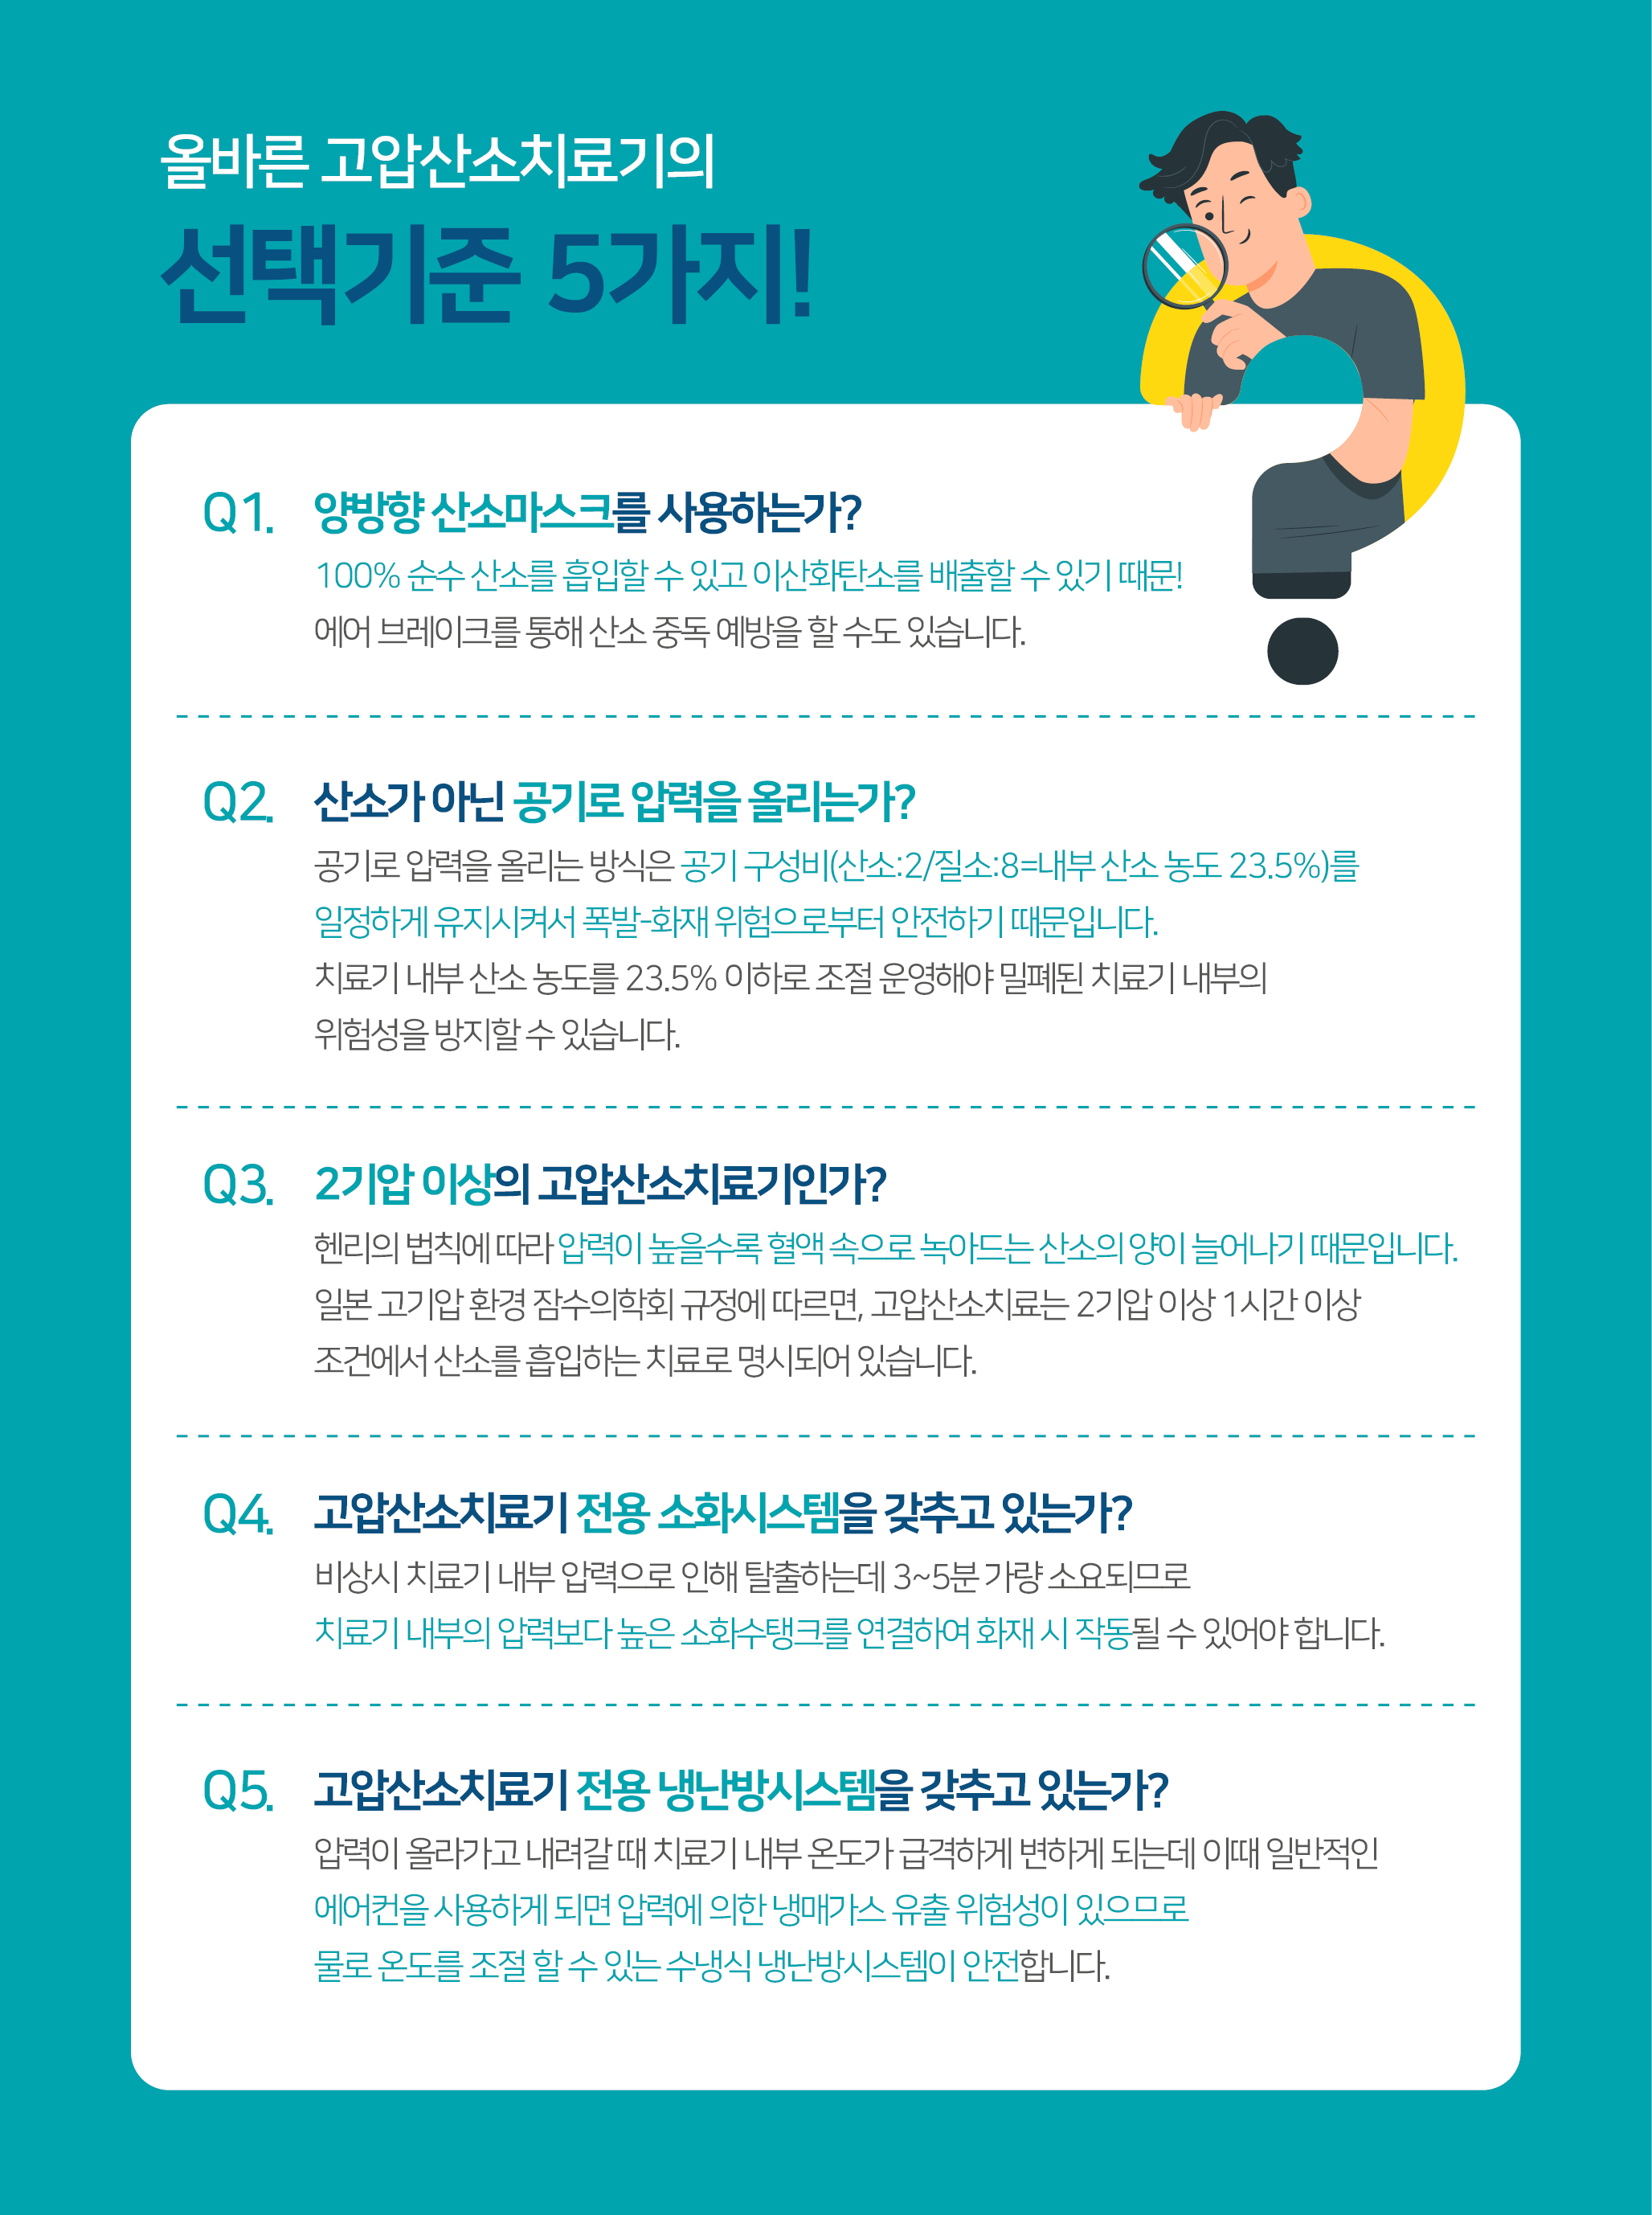 올바른 고압산소치료기의
선택기준 5가지!
Q1. 양방향 산소마스크를 사용하는가?
100% 순수 산소를 흡입할 수 있고 이산화탄소를 배출할 수 있기 때문!
에어 브레이크를 통해 산소 중독 예방을 할 수도 있습니다.
Q2. 산소가 아닌 공기로 압력을 올리는가?
공기로 압력을 올리는 방식은 공기 구성비(산소:2/질소:8=내부 산소 농도 23.5%)를
일정하게 유지시켜서 폭발-화재 위험으로부터 안전하기 때문입니다.
치료기 내부 산소 농도를 23.5% 이하로 조절 운영해야 밀폐된 치료기 내부의
위험성을 방지할 수 있습니다.
Q3. 2기압 이상의 고압산소치료기인가?
헨리의 법칙에 따라 압력이 높을수록 혈액 속으로 녹아드는 산소의 양이 늘어나기 때문입니다.
일본 고기압 환경 잠수의학회 규정에 따르면, 고압산소치료는 2기압 이상 1시간 이상
조건에서 산소를 흡입하는 치료로 명시되어 있습니다.
Q4. 고압산소치료기 전용 소화시스템을 갖추고 있는가?
비상시 치료기 내부 압력으로 인해 탈출하는데 3~5분 가량 소요되므로
치료기 내부의 압력보다 높은 소화수탱크를 연결하여 화재 시 작동될 수 있어야 합니다.
Q5. 고압산소치료기 전용 냉난방시스템을 갖추고 있는가?
압력이 올라가고 내려갈 때 치료기 내부 온도가 급격하게 변하게 되는데 이때 일반적인
에어컨을 사용하게 되면 압력에 의한 냉매가스 유출 위험성이 있으므로
물로 온도를 조절 할 수 있는 수냉식 냉난방시스템이 안전합니다.